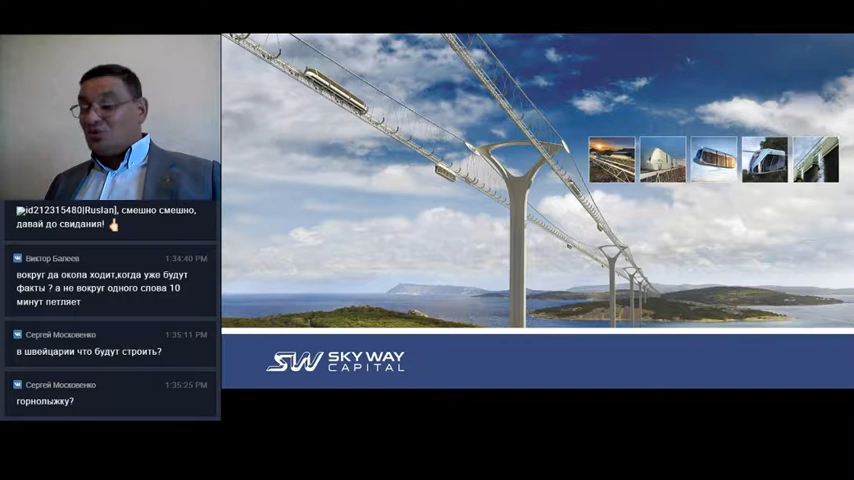 id212315480|Ruslan], смешно смешно,
давай до свидания! 👆🏻
Виктор Балеев 1:34:40 PM
вокруг да окола ходит,когда уже будут
факты ? а не вокруг одного слова 10
минут петляет
Сергей Московенко 1:35:11 PM
в швейцарии что будут строить?
Сергей Московенко 1:35:25 PM
горнолыжку?
SW SKY WAY
CAPITAL